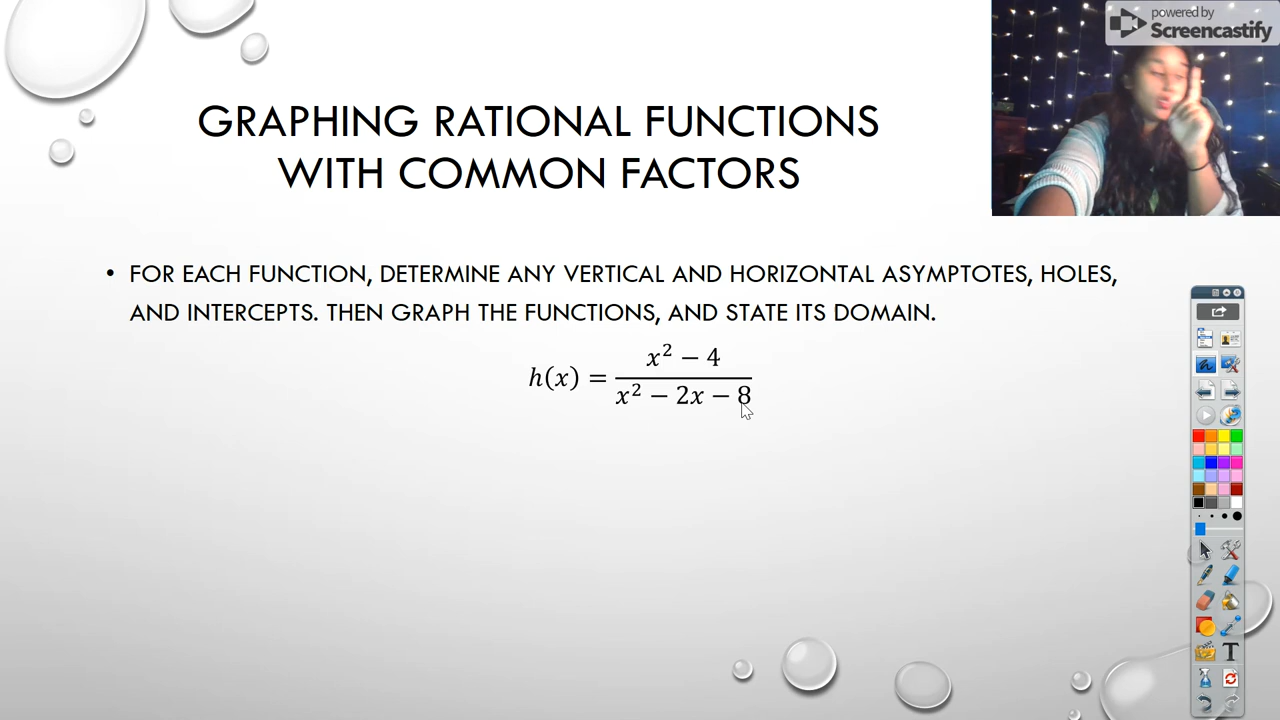 powered by
Screencastify
GRAPHING RATIONAL FUNCTIONS
WITH COMMON FACTORS
• FOR EACH FUNCTION, DETERMINE ANY VERTICAL AND HORIZONTAL ASYMPTOTES, HOLES,
AND INTERCEPTS. THEN GRAPH THE FUNCTIONS, AND STATE ITS DOMAIN.
h(x) = (x² − 4) / (x² − 2x − 8)
T